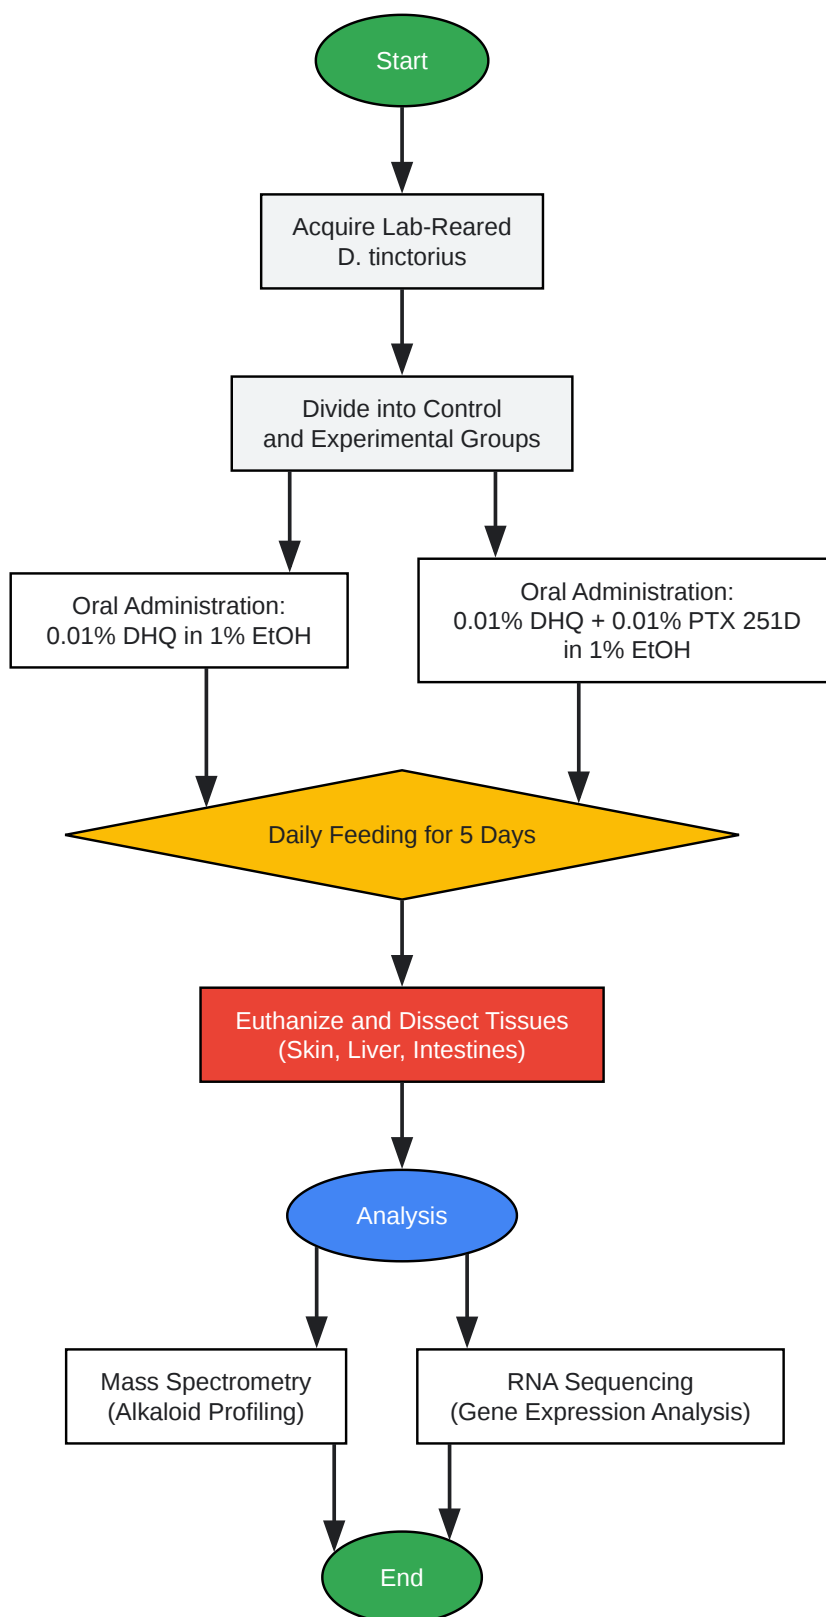 Start
Acquire Lab-Reared
D. tinctorius
Divide into Control
and Experimental Groups
Oral Administration:
0.01% DHQ in 1% EtOH
Oral Administration:
0.01% DHQ + 0.01% PTX 251D
in 1% EtOH
Daily Feeding for 5 Days
Euthanize and Dissect Tissues
(Skin, Liver, Intestines)
Analysis
Mass Spectrometry
(Alkaloid Profiling)
RNA Sequencing
(Gene Expression Analysis)
End